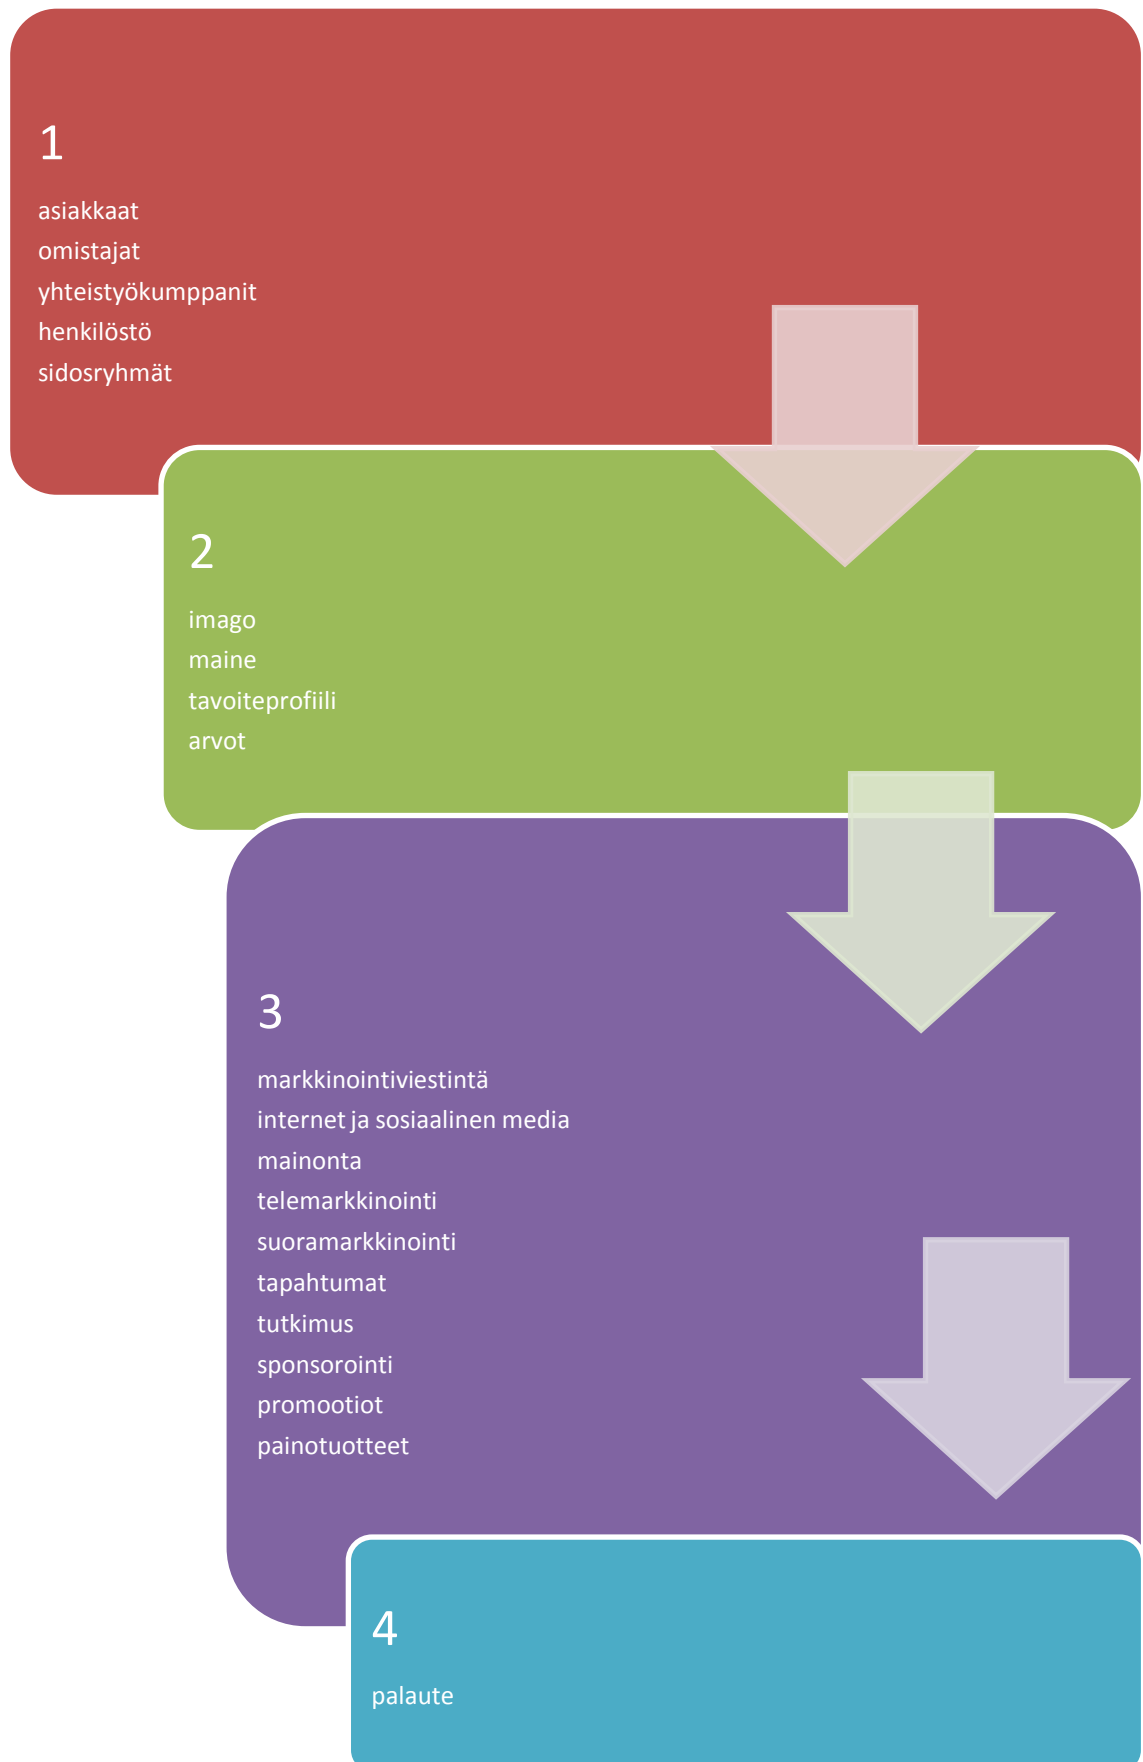 1
asiakkaat
omistajat
yhteistyökumppanit
henkilöstö
sidosryhmät
2
imago
maine
tavoiteprofiili
arvot
3
markkinointiviestintä
internet ja sosiaalinen media
mainonta
telemarkkinointi
suoramarkkinointi
tapahtumat
tutkimus
sponsorointi
promootiot
painotuotteet
4
palaute